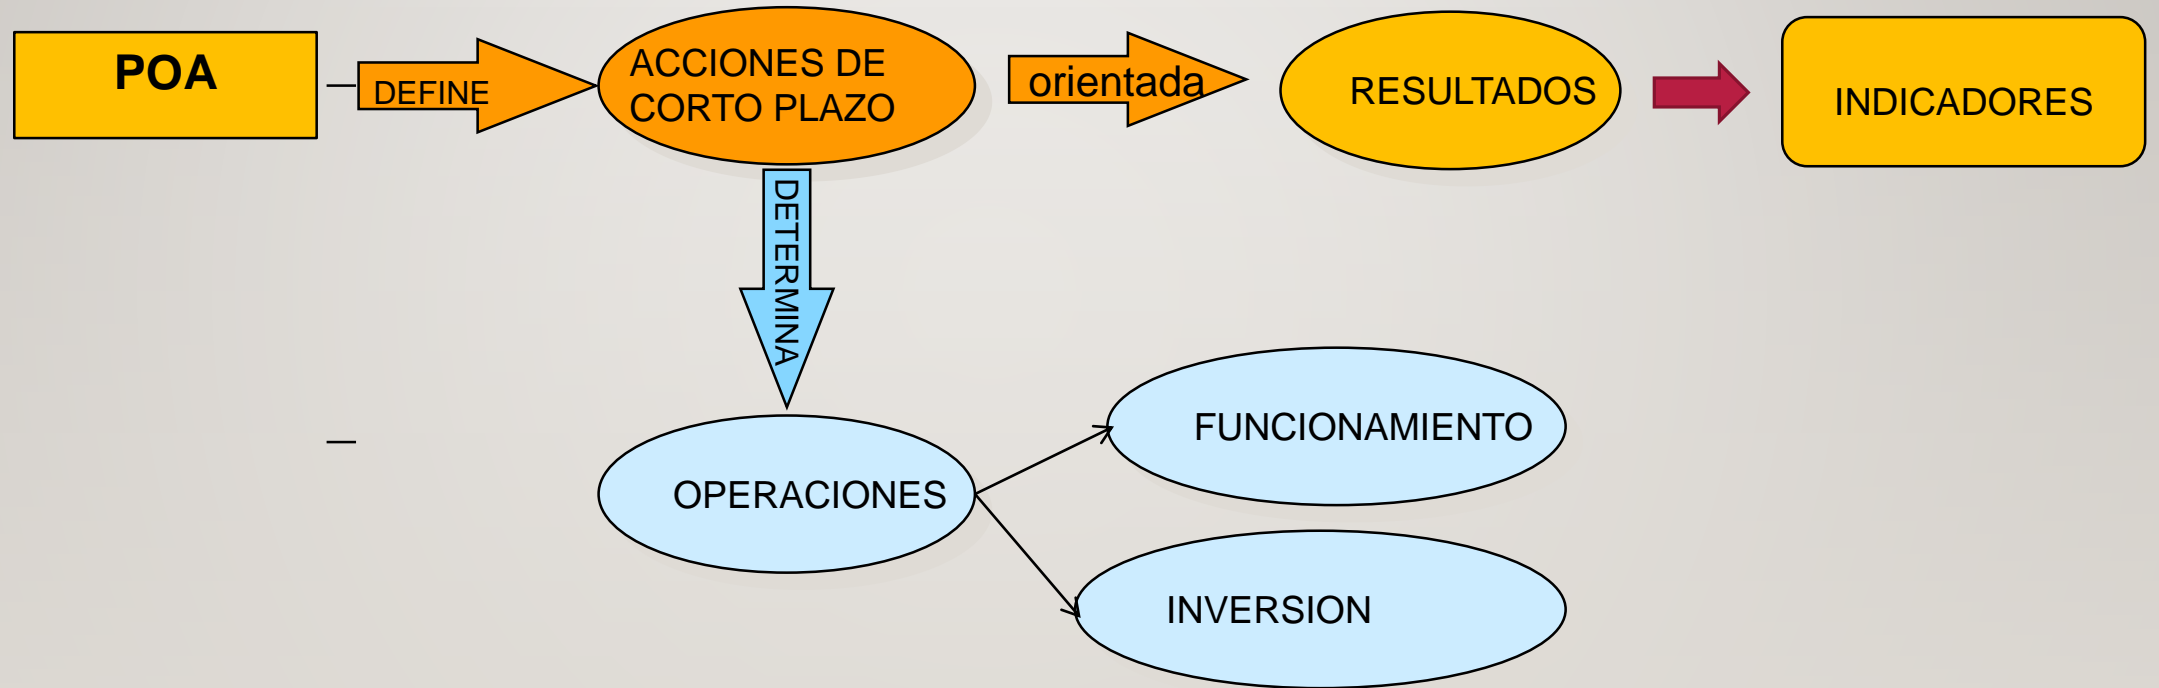 POA
DEFINE
ACCIONES DE
CORTO PLAZO
orientada
RESULTADOS
INDICADORES
DETERMINA
OPERACIONES
FUNCIONAMIENTO
INVERSION